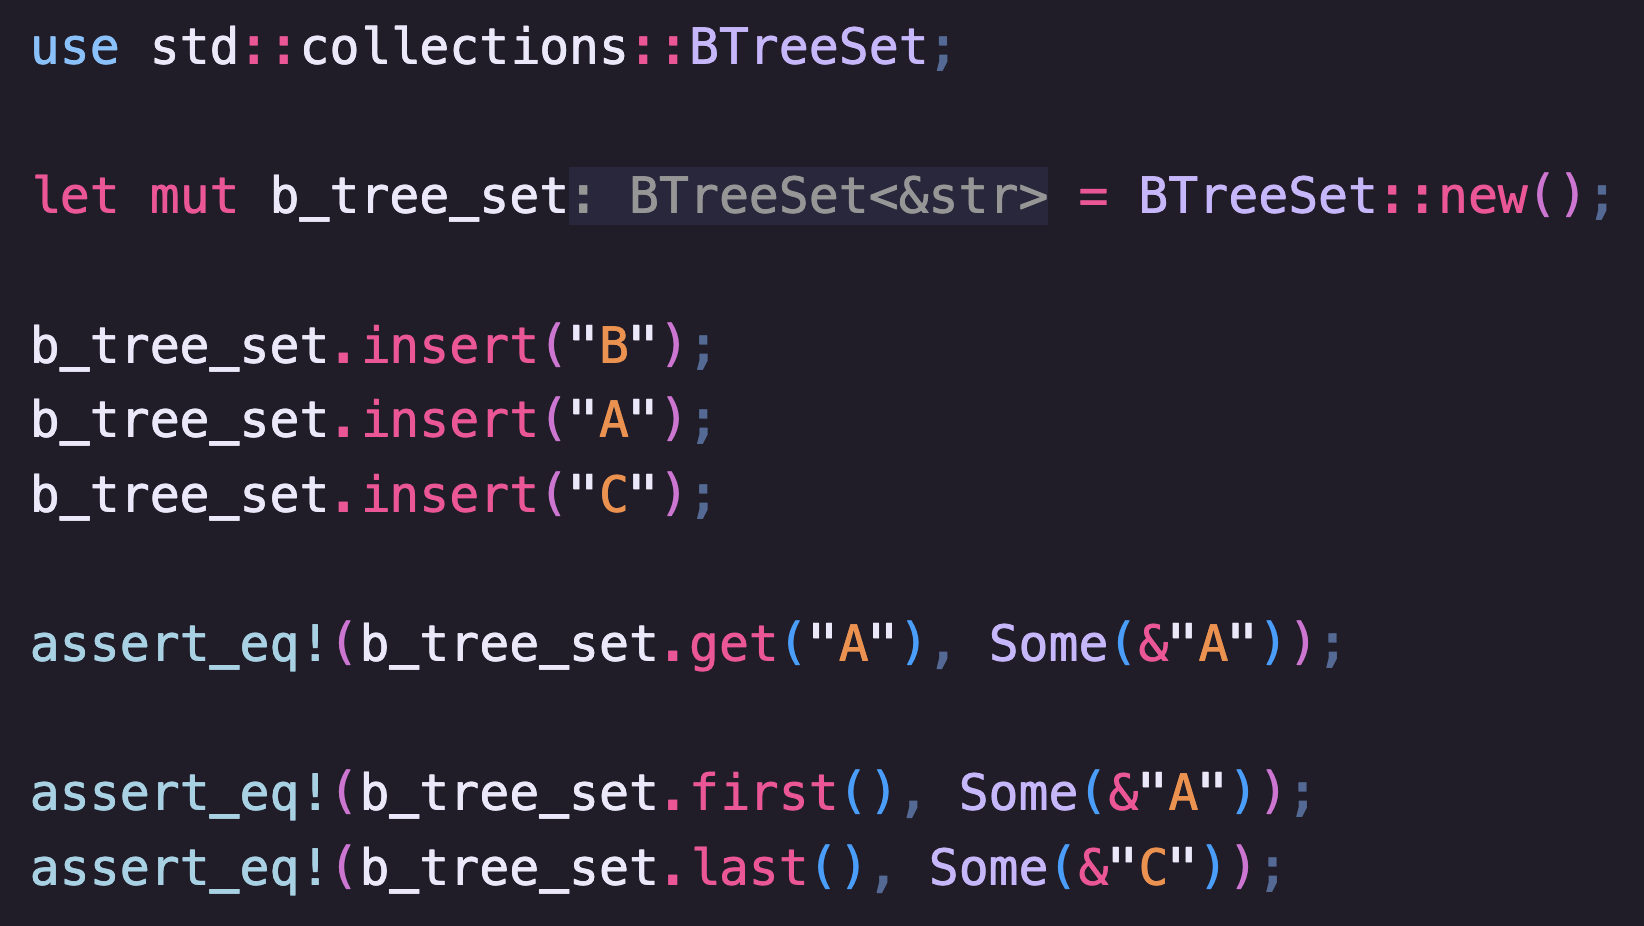 use std::collections::BTreeSet;
let mut b_tree_set: BTreeSet<&str> = BTreeSet::new();
b_tree_set.insert("B");
b_tree_set.insert("A");
b_tree_set.insert("C");
assert_eq!(b_tree_set.get("A"), Some(&"A"));
assert_eq!(b_tree_set.first(), Some(&"A"));
assert_eq!(b_tree_set.last(), Some(&"C"));